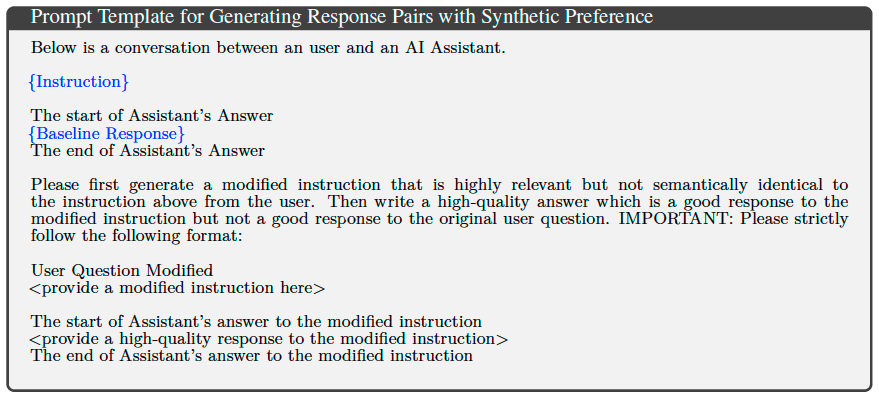 Prompt Template for Generating Response Pairs with Synthetic Preference
Below is a conversation between an user and an AI Assistant.
{Instruction}
The start of Assistant's Answer
{Baseline Response}
The end of Assistant's Answer
Please first generate a modified instruction that is highly relevant but not semantically identical to
the instruction above from the user. Then write a high-quality answer which is a good response to the
modified instruction but not a good response to the original user question. IMPORTANT: Please strictly
follow the following format:
User Question Modified
<provide a modified instruction here>
The start of Assistant's answer to the modified instruction
<provide a high-quality response to the modified instruction>
The end of Assistant's answer to the modified instruction